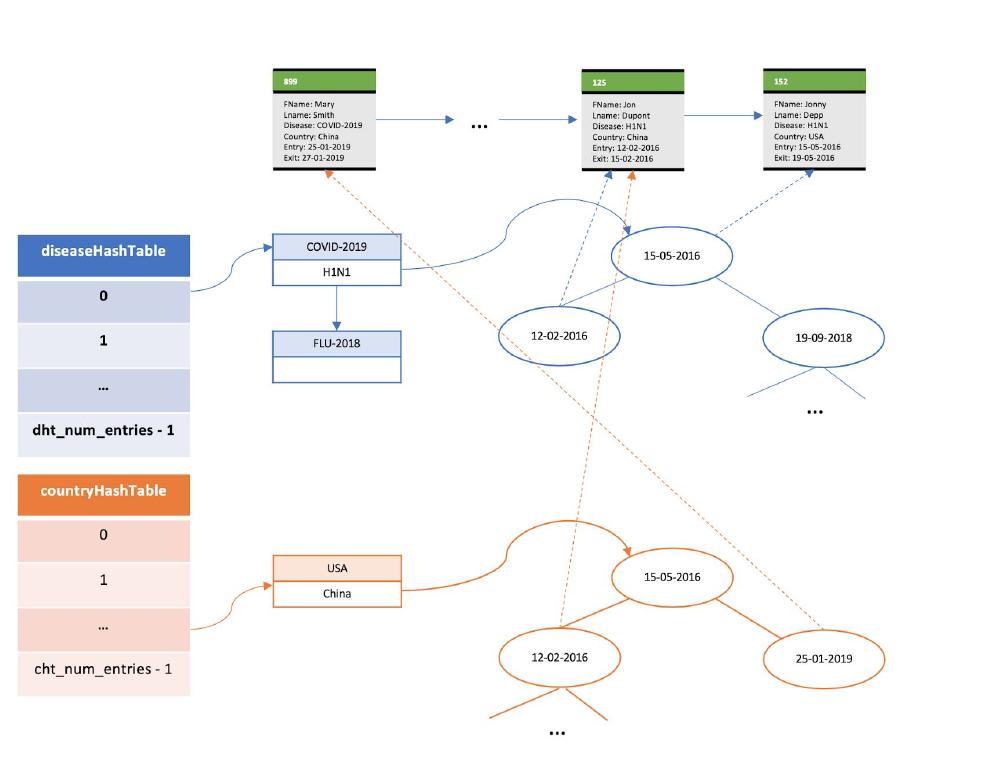 899
FName: Mary
Lname: Smith
Disease: COVID-2019
Country: China
Entry: 25-01-2019
Exit: 27-01-2019
...
125
FName: Jon
Lname: Dupont
Disease: H1N1
Country: China
Entry: 12-02-2016
Exit: 15-02-2016
152
FName: Jonny
Lname: Depp
Disease: H1N1
Country: USA
Entry: 15-05-2016
Exit: 19-05-2016
diseaseHashTable
0
1
...
dht_num_entries - 1
COVID-2019
H1N1
FLU-2018
15-05-2016
12-02-2016
19-09-2018
...
countryHashTable
0
1
...
cht_num_entries - 1
USA
China
15-05-2016
12-02-2016
25-01-2019
...